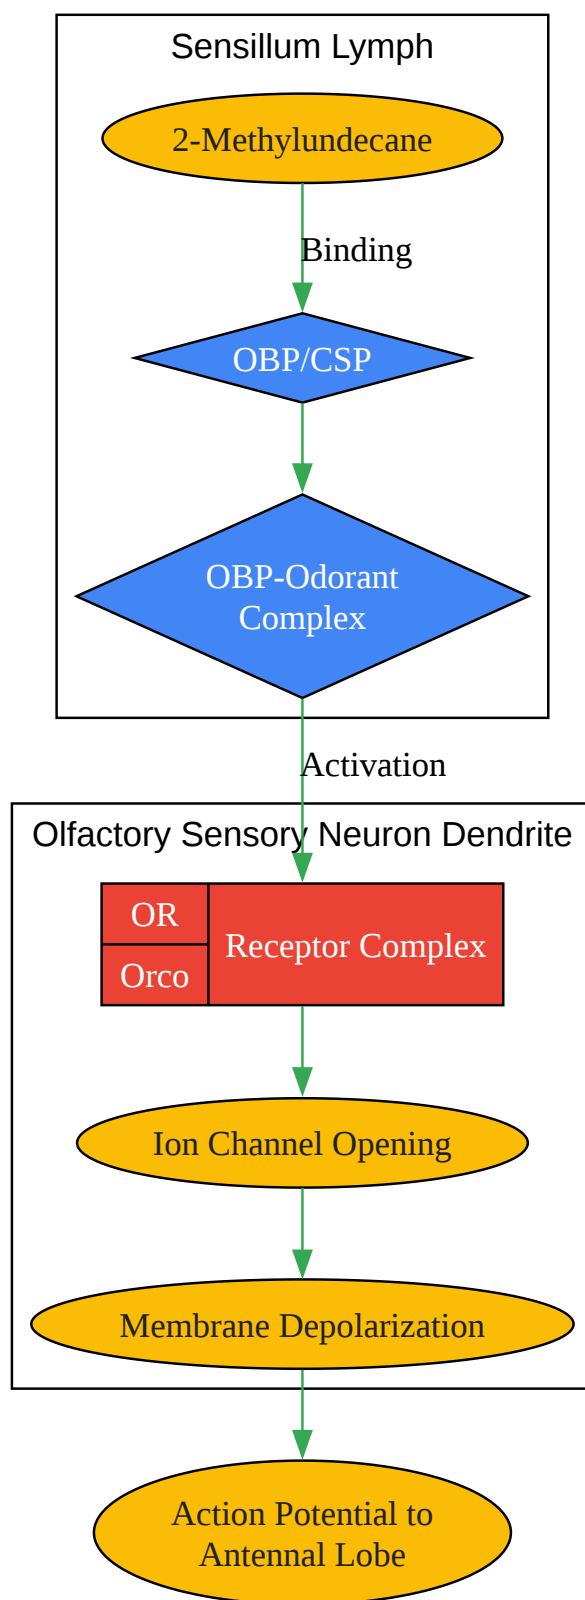 Sensillum Lymph
2-Methylundecane
Binding
OBP/CSP
OBP-Odorant
Complex
Activation
Olfactory Sensory Neuron Dendrite
OR
Orco
Receptor Complex
Ion Channel Opening
Membrane Depolarization
Action Potential to
Antennal Lobe